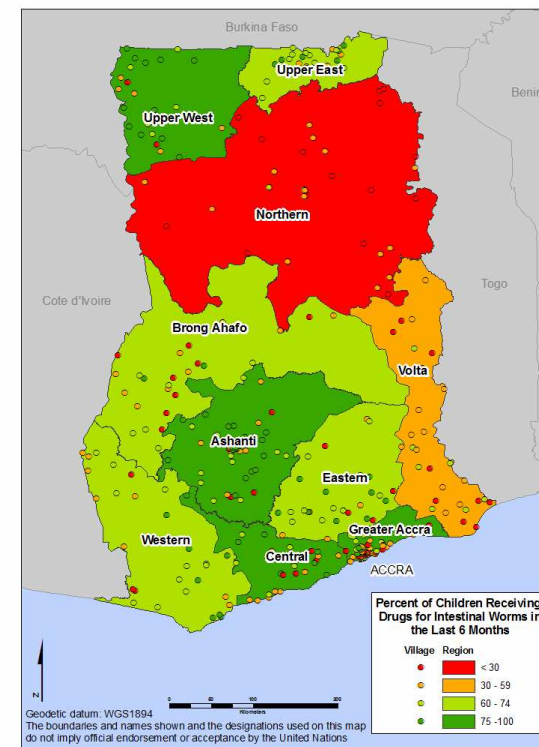 Burkina Faso
Upper East
Benin
Upper West
Northern
Togo
Cote d'Ivoire
Brong Ahafo
Volta
Ashanti
Eastern
Greater Accra
Western
Central
ACCRA
Percent of Children Receiving
Drugs for Intestinal Worms in
the Last 6 Months
Village Region
< 30
30 - 59
60 - 74
75 -100
N
0 50 100 200
Kilometers
Geodetic datum: WGS1894
The boundaries and names shown and the designations used on this map
do not imply official endorsement or acceptance by the United Nations